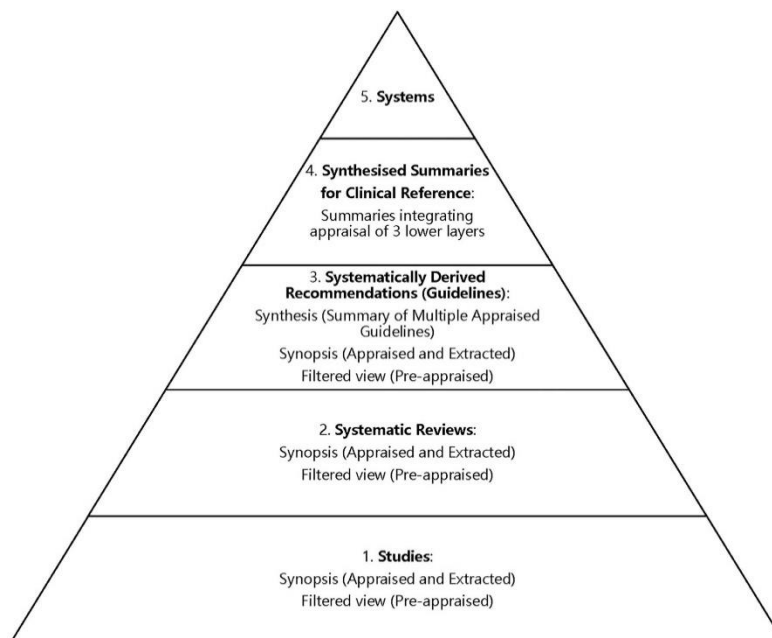 5. Systems
4. Synthesised Summaries
for Clinical Reference:
Summaries integrating
appraisal of 3 lower layers
3. Systematically Derived
Recommendations (Guidelines):
Synthesis (Summary of Multiple Appraised
Guidelines)
Synopsis (Appraised and Extracted)
Filtered view (Pre-appraised)
2. Systematic Reviews:
Synopsis (Appraised and Extracted)
Filtered view (Pre-appraised)
1. Studies:
Synopsis (Appraised and Extracted)
Filtered view (Pre-appraised)